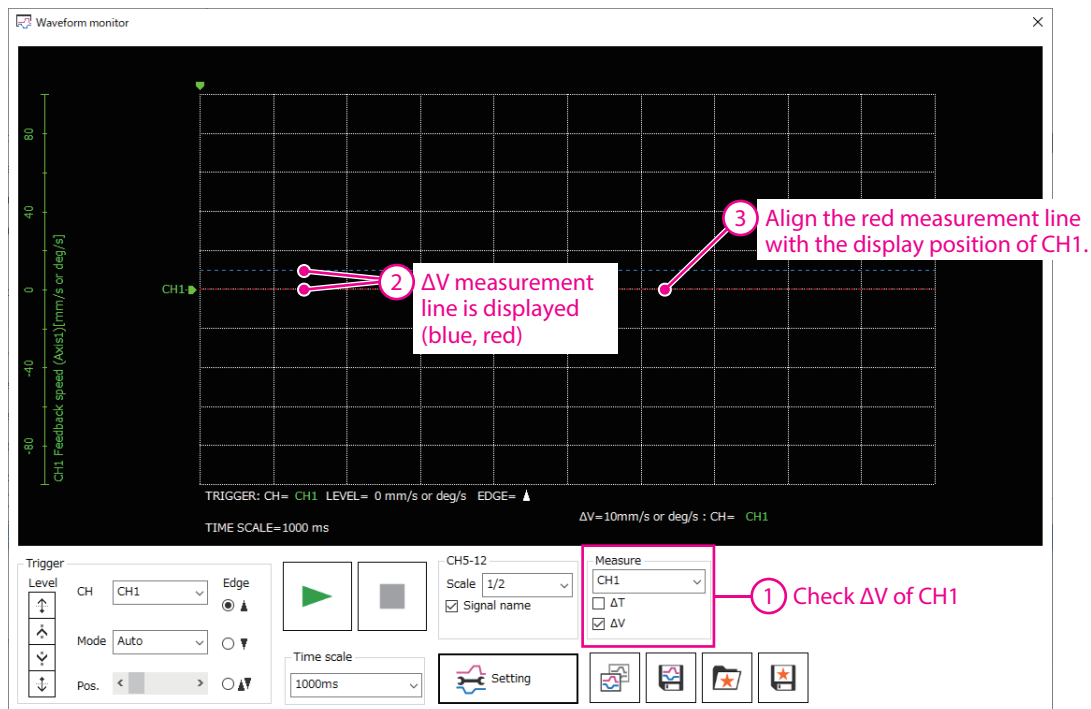 Waveform monitor
80
40
0
-40
-80
CH1 Feedback speed (Axis1)[mm/s or deg/s]
CH1
3 Align the red measurement line
with the display position of CH1.
2 ΔV measurement
line is displayed
(blue, red)
TRIGGER: CH= CH1 LEVEL= 0 mm/s or deg/s EDGE=
ΔV=10mm/s or deg/s : CH= CH1
TIME SCALE=1000 ms
Trigger
Level
CH CH1
Edge
Mode Auto
Pos.
Time scale
1000ms
CH5-12
Scale 1/2
Signal name
Setting
Measure
CH1
ΔT
ΔV
1 Check ΔV of CH1